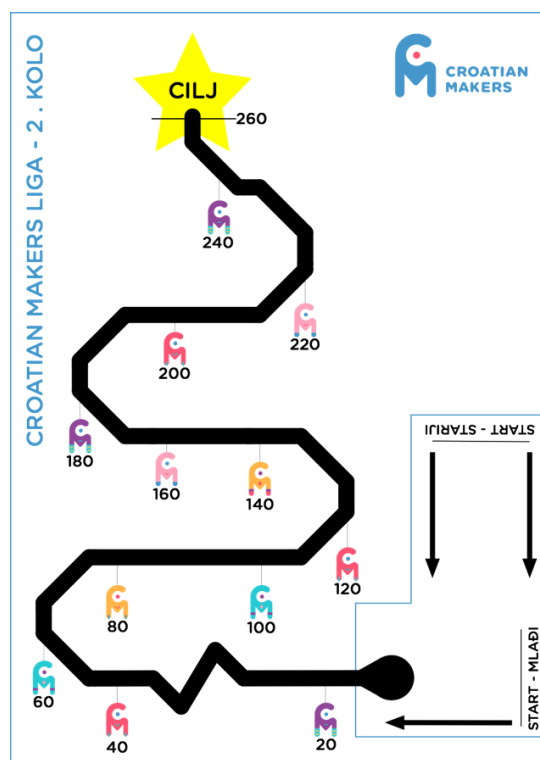 CROATIAN MAKERS LIGA - 2 . KOLO
CROATIAN
MAKERS
CILJ
260
240
220
200
180
160
140
120
80
100
60
40
20
START - STARIJI
START - MLAĐI